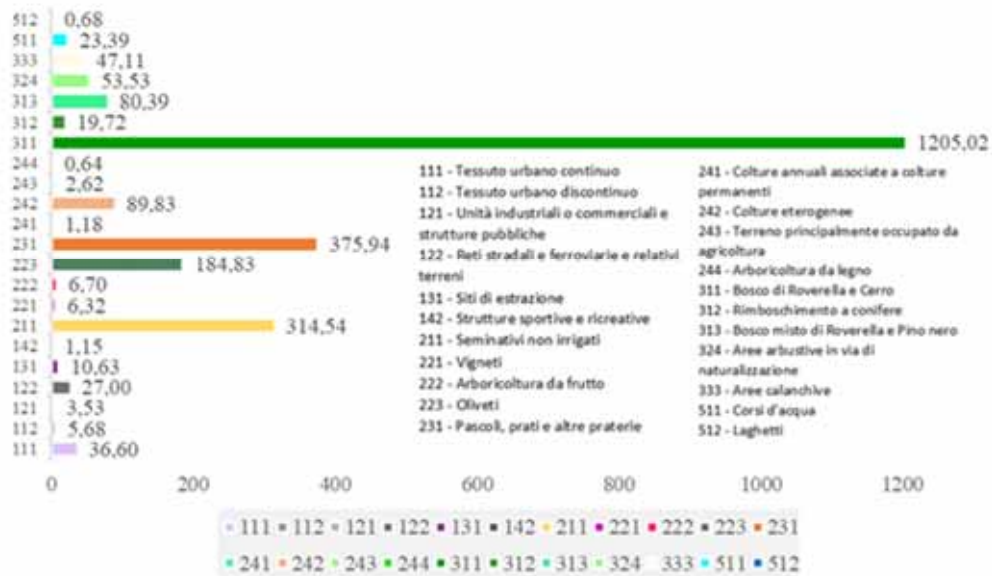 512 0,68
511 23,39
333 47,11
324 53,53
313 80,39
312 19,72
311 1205,02
244 0,64
243 2,62
242 89,83
241 1,18
231 375,94
223 184,83
222 6,70
221 6,32
211 314,54
142 1,15
131 10,63
122 27,00
121 3,53
112 5,68
111 36,60
111 - Tessuto urbano continuo
112 - Tessuto urbano discontinuo
121 - Unità industriali o commerciali e
strutture pubbliche
122 - Reti stradali e ferroviarie e relativi
terreni
131 - Siti di estrazione
142 - Strutture sportive e ricreative
211 - Seminativi non irrigati
221 - Vigneti
222 - Arboricoltura da frutto
223 - Oliveti
231 - Pascoli, prati e altre praterie
241 - Colture annuali associate a colture
permanenti
242 - Colture eterogenee
243 - Terreno principalmente occupato da
agricoltura
244 - Arboricoltura da legno
311 - Bosco di Roverella e Cerro
312 - Rimboschimento a conifere
313 - Bosco misto di Roverella e Pino nero
324 - Aree arbustive in via di
naturalizzazione
333 - Aree calanchive
511 - Corsi d'acqua
512 - Laghetti
0 200 400 600 800 1000 1200
111 112 121 122 131 142 211 221 222 223 231
241 242 243 244 311 312 313 324 333 511 512